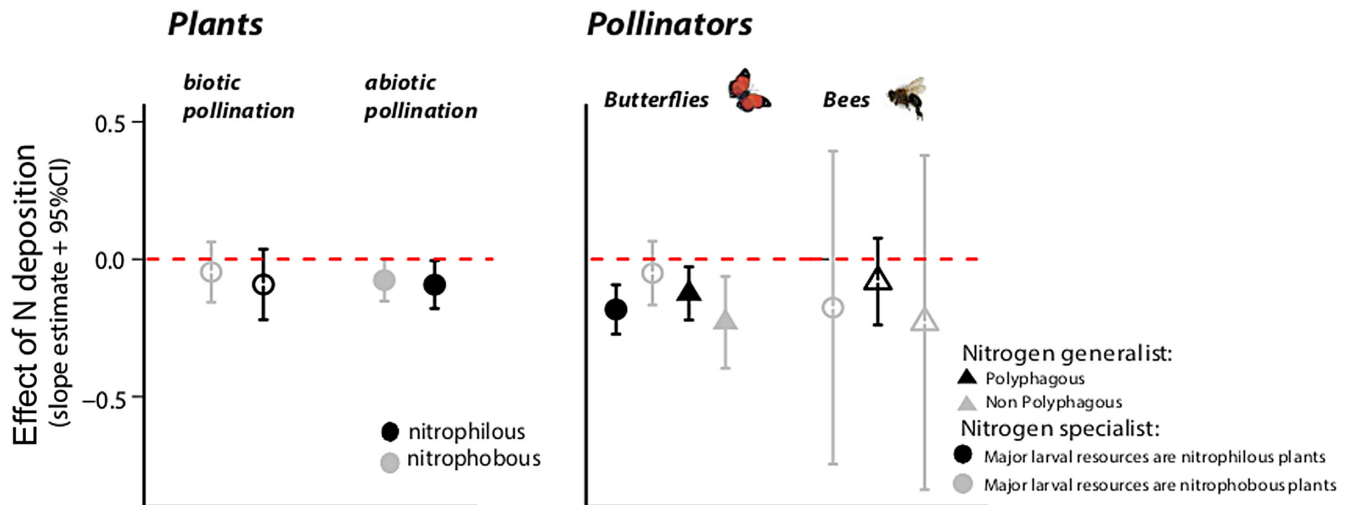 Plants
Pollinators
biotic
pollination
abiotic
pollination
Butterflies
Bees
Effect of N deposition
(slope estimate + 95%CI)
0.5
0.0
−0.5
nitrophilous
nitrophobous
Nitrogen generalist:
Polyphagous
Non Polyphagous
Nitrogen specialist:
Major larval resources are nitrophilous plants
Major larval resources are nitrophobous plants